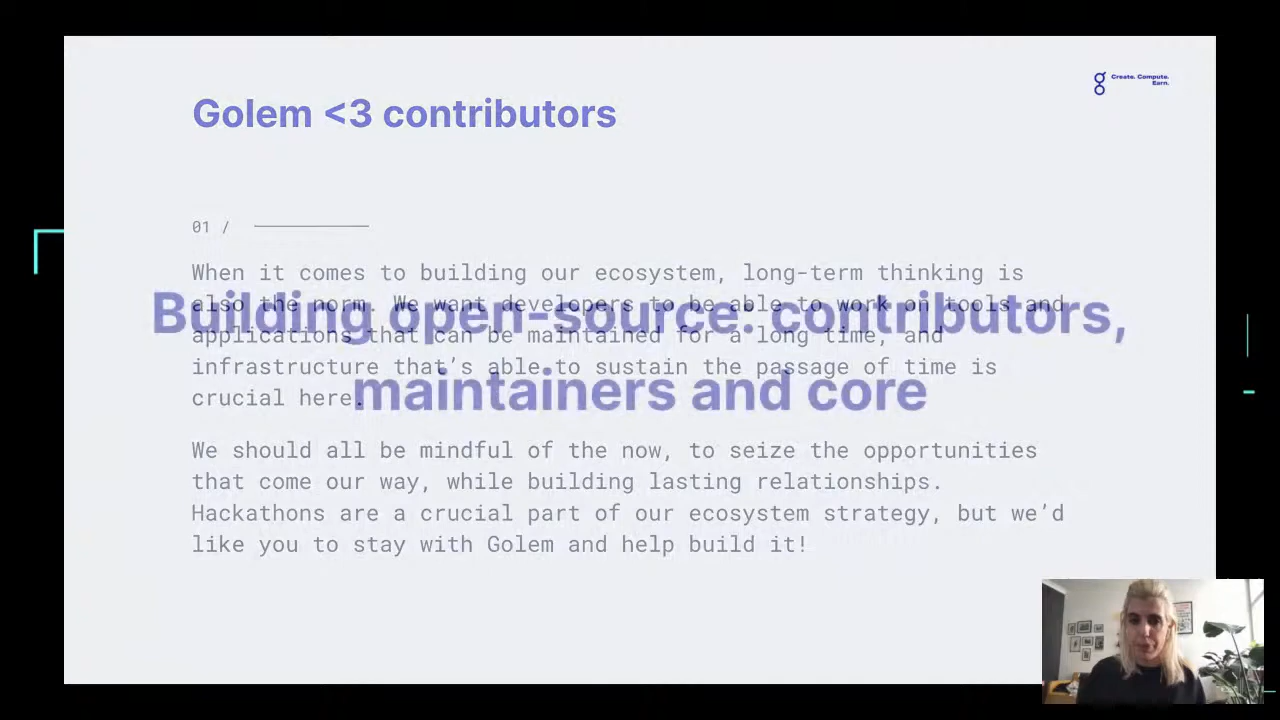 Create. Compute.
Earn.
Golem <3 contributors
01 /
When it comes to building our ecosystem, long-term thinking is
also the norm. We want developers to be able to work on tools and
Building open-source: contributors,
applications that can be maintained for a long time, and
infrastructure that’s able to sustain the passage of time is
crucial here.
maintainers and core
We should all be mindful of the now, to seize the opportunities
that come our way, while building lasting relationships.
Hackathons are a crucial part of our ecosystem strategy, but we’d
like you to stay with Golem and help build it!